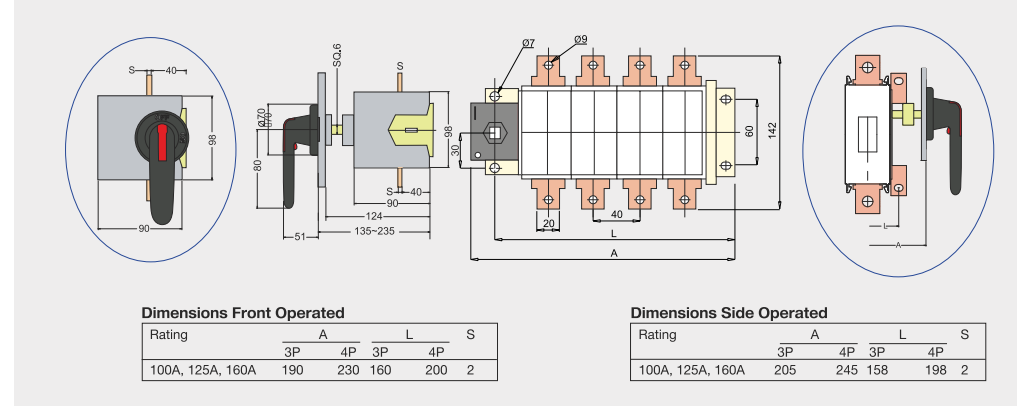 S 40
OFF
98
90
SQ.6
S
Ø70
□70
80
98
S 40
90
124
51
135~235
Ø7
Ø9
I
O
30
60
142
20
40
L
A
L
A
Dimensions Front Operated
Rating A L S
3P 4P 3P 4P
100A, 125A, 160A 190 230 160 200 2
Dimensions Side Operated
Rating A L S
3P 4P 3P 4P
100A, 125A, 160A 205 245 158 198 2